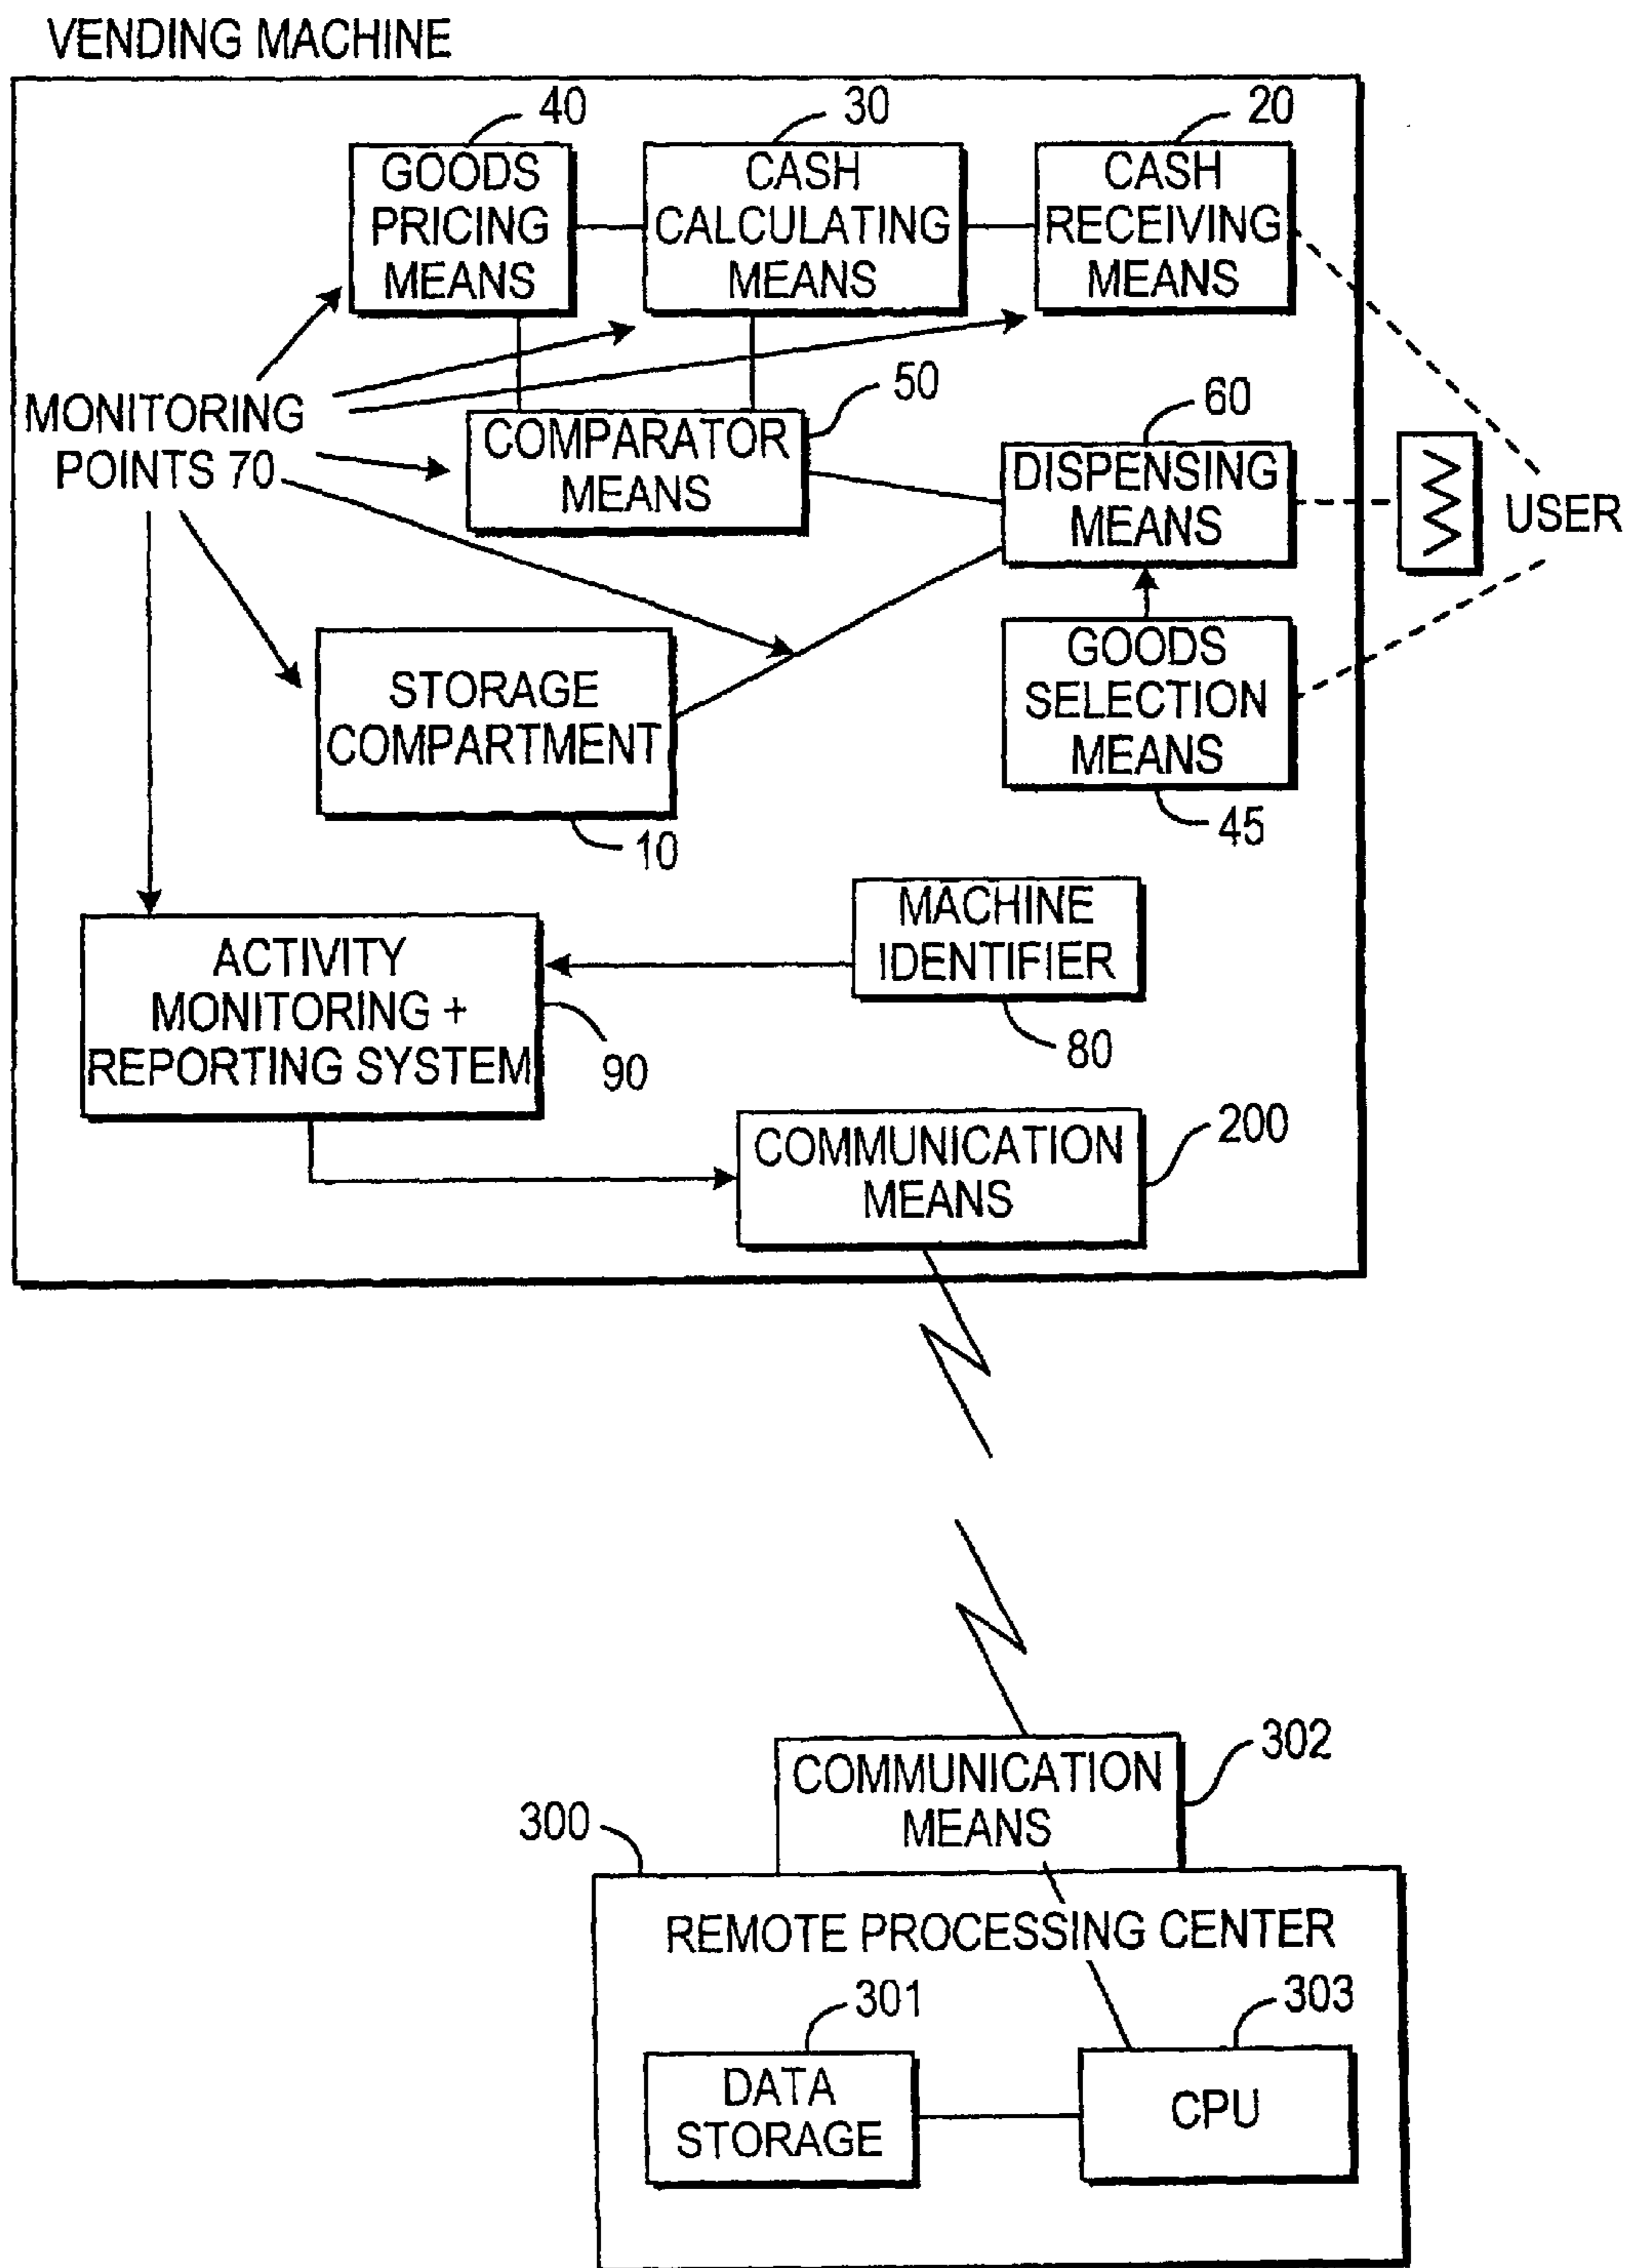 VENDING MACHINE
40
30
20
GOODS
PRICING
MEANS
CASH
CALCULATING
MEANS
CASH
RECEIVING
MEANS
MONITORING
POINTS 70
50
COMPARATOR
MEANS
60
DISPENSING
MEANS
USER
STORAGE
COMPARTMENT
10
GOODS
SELECTION
MEANS
45
ACTIVITY
MONITORING +
REPORTING SYSTEM
90
MACHINE
IDENTIFIER
80
COMMUNICATION
MEANS
200
COMMUNICATION
MEANS
302
300
REMOTE PROCESSING CENTER
301
303
DATA
STORAGE
CPU